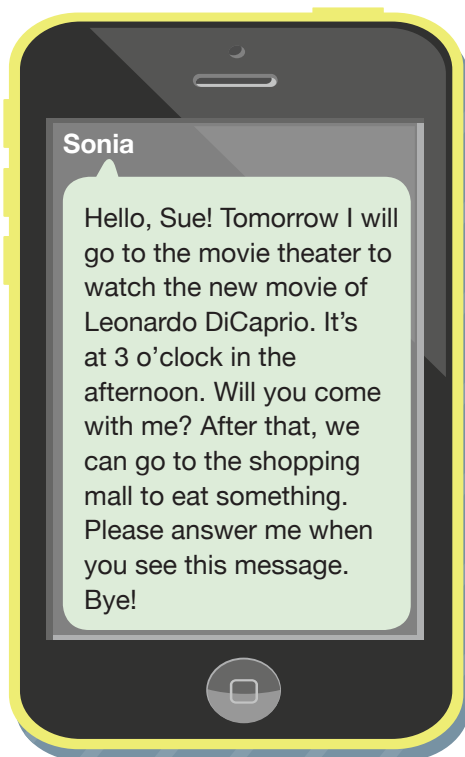 Sonia
Hello, Sue! Tomorrow I will
go to the movie theater to
watch the new movie of
Leonardo DiCaprio. It’s
at 3 o’clock in the
afternoon. Will you come
with me? After that, we
can go to the shopping
mall to eat something.
Please answer me when
you see this message.
Bye!